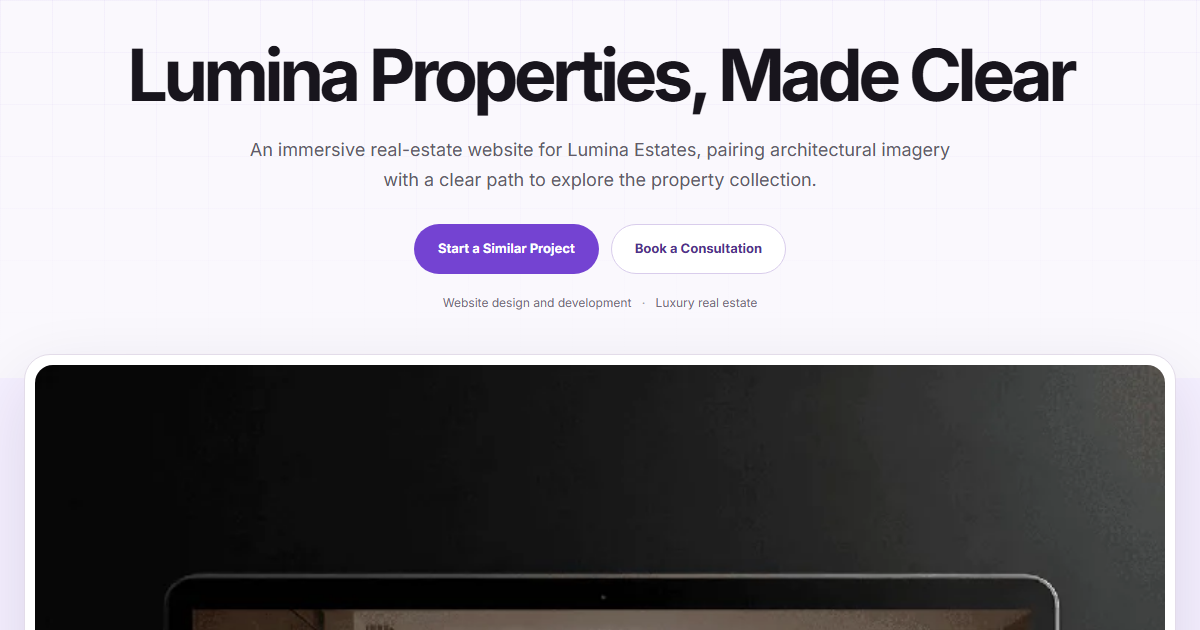 Lumina Properties, Made Clear
An immersive real-estate website for Lumina Estates, pairing architectural imagery
with a clear path to explore the property collection.
Start a Similar Project
Book a Consultation
Website design and development · Luxury real estate